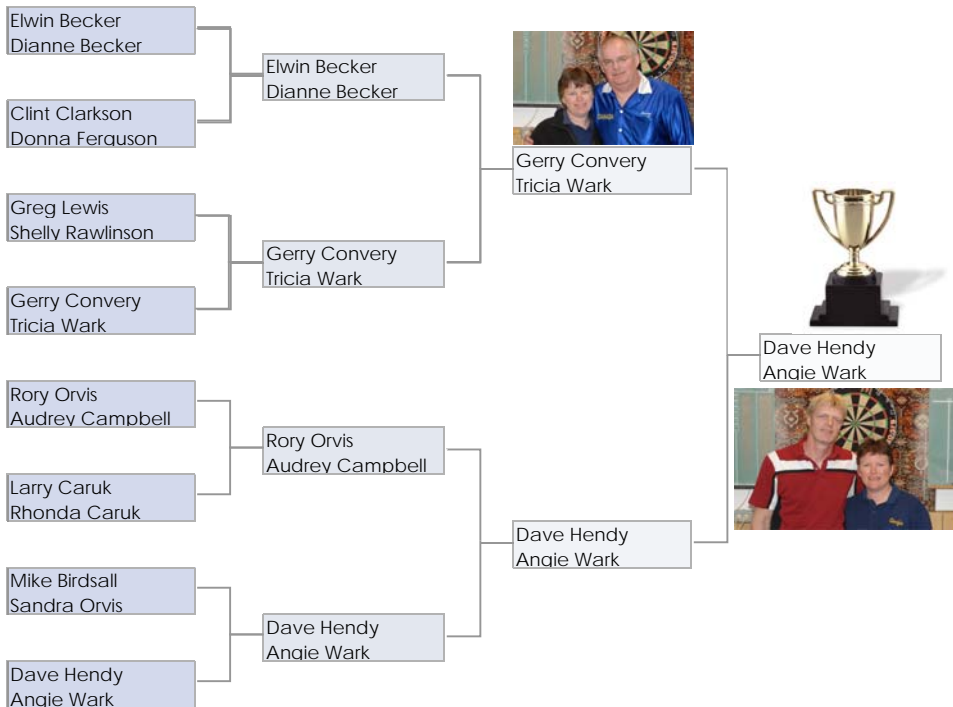 Elwin Becker
Dianne Becker
Clint Clarkson
Donna Ferguson
Greg Lewis
Shelly Rawlinson
Gerry Convery
Tricia Wark
Rory Orvis
Audrey Campbell
Larry Caruk
Rhonda Caruk
Mike Birdsall
Sandra Orvis
Dave Hendy
Angie Wark
Elwin Becker
Dianne Becker
Gerry Convery
Tricia Wark
Rory Orvis
Audrey Campbell
Dave Hendy
Angie Wark
Gerry Convery
Tricia Wark
Dave Hendy
Angie Wark
Dave Hendy
Angie Wark